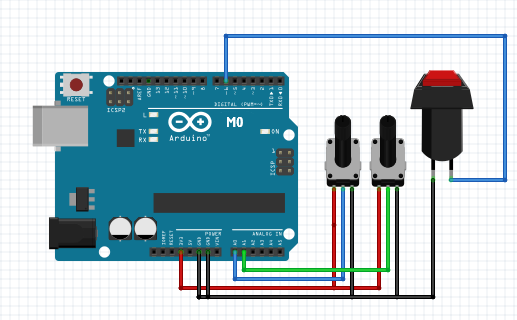 AREF
GND
13
12
~11
~10
~9
8
7
~6
~5
~4
~3
2
TXD▸1
RXD◂0
DIGITAL (PWM=~)
RESET
ICSP2
L
TX
RX
Arduino
M0
ON
ICSP
IOREF
RESET
3V3
5V
GND
GND
VIN
POWER
ANALOG IN
A0
A1
A2
A3
A4
A5